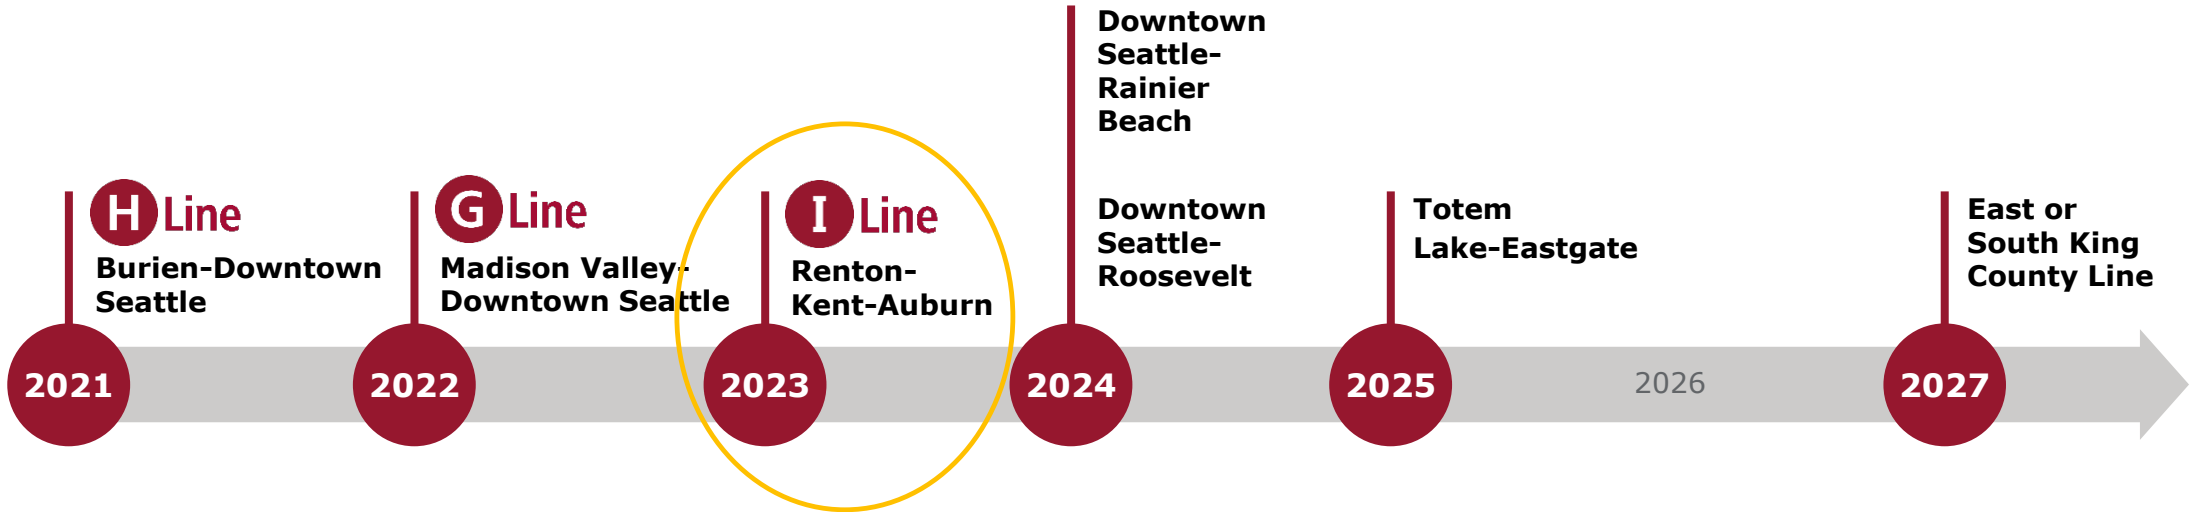 H Line
Burien-Downtown
Seattle
G Line
Madison Valley-
Downtown Seattle
I Line
Renton-
Kent-Auburn
Downtown
Seattle-
Rainier
Beach
Downtown
Seattle-
Roosevelt
Totem
Lake-Eastgate
East or
South King
County Line
2021
2022
2023
2024
2025
2026
2027